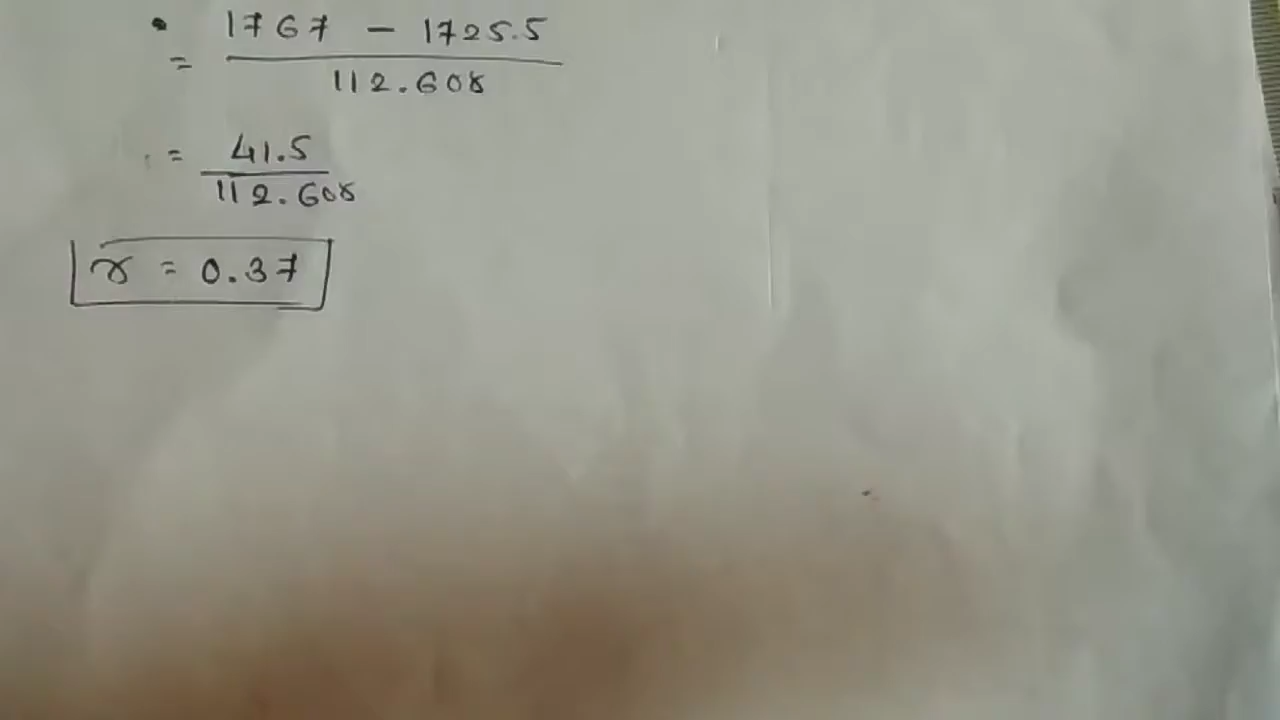 = 1767 - 1725.5
112.608
= 41.5
112.608
r = 0.37